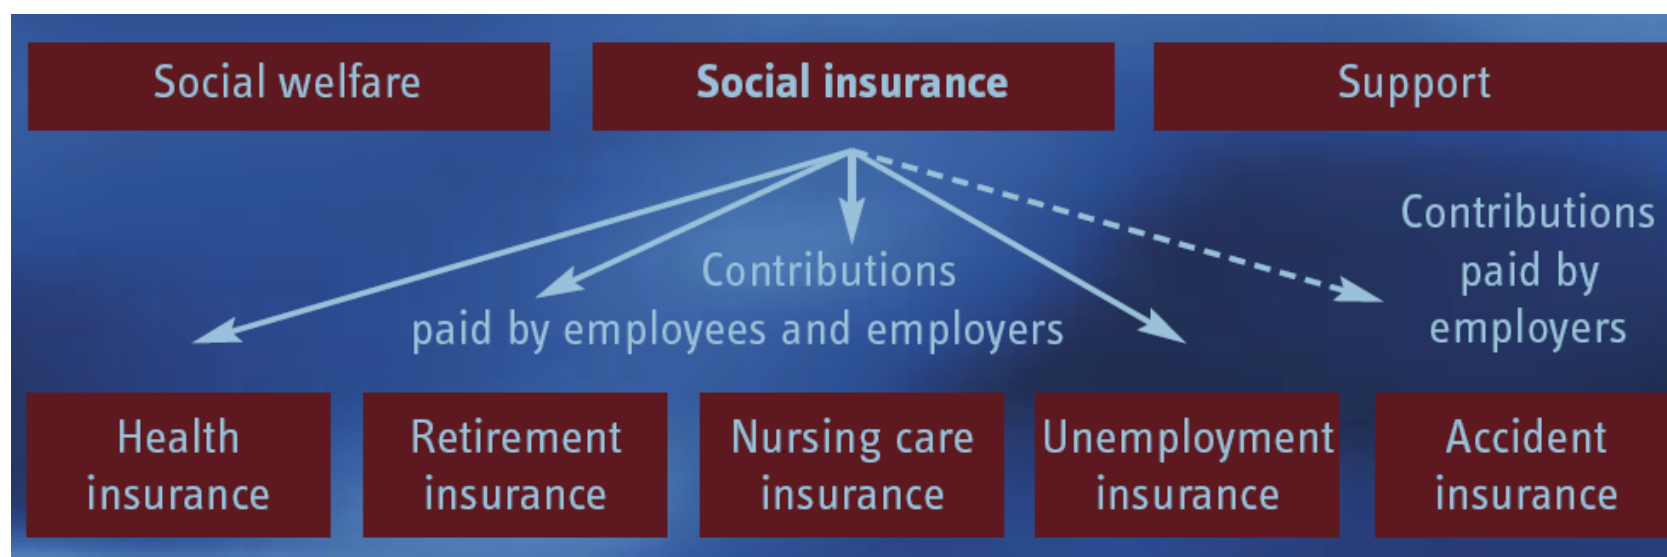 Social welfare
Social insurance
Support
Contributions
paid by employees and employers
Contributions
paid by
employers
Health
insurance
Retirement
insurance
Nursing care
insurance
Unemployment
insurance
Accident
insurance